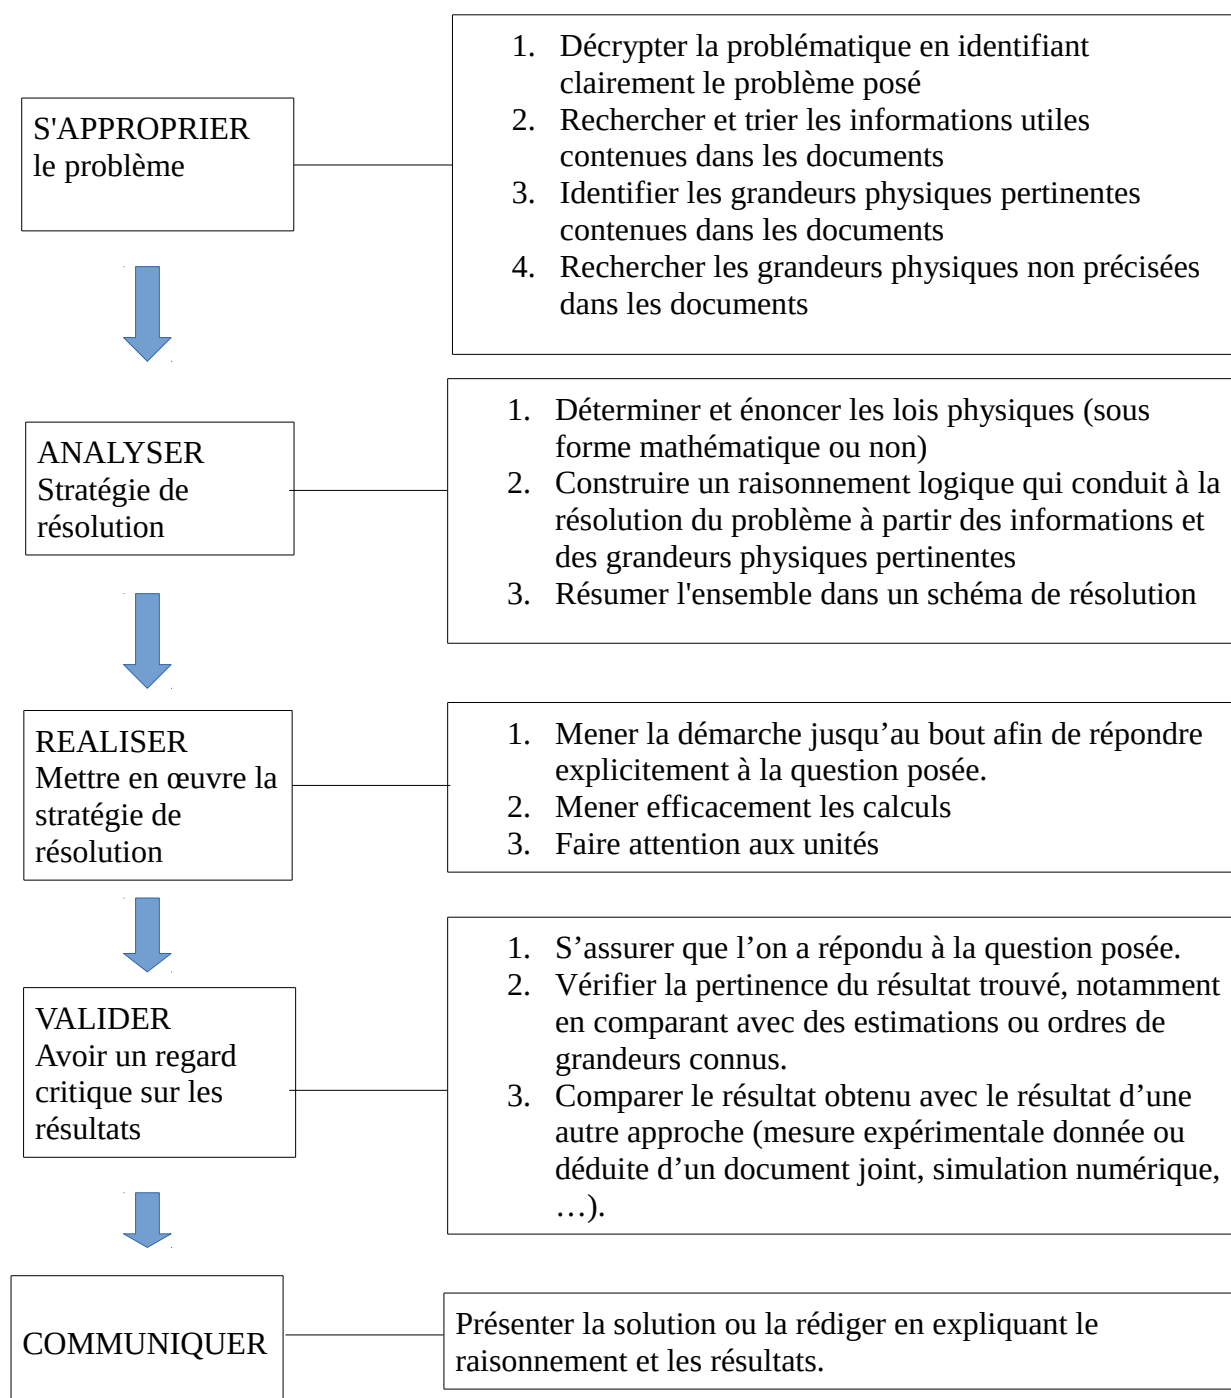 S'APPROPRIER
le problème
1. Décrypter la problématique en identifiant
clairement le problème posé
2. Rechercher et trier les informations utiles
contenues dans les documents
3. Identifier les grandeurs physiques pertinentes
contenues dans les documents
4. Rechercher les grandeurs physiques non précisées
dans les documents
ANALYSER
Stratégie de
résolution
1. Déterminer et énoncer les lois physiques (sous
forme mathématique ou non)
2. Construire un raisonnement logique qui conduit à la
résolution du problème à partir des informations et
des grandeurs physiques pertinentes
3. Résumer l'ensemble dans un schéma de résolution
REALISER
Mettre en œuvre la
stratégie de
résolution
1. Mener la démarche jusqu’au bout afin de répondre
explicitement à la question posée.
2. Mener efficacement les calculs
3. Faire attention aux unités
VALIDER
Avoir un regard
critique sur les
résultats
1. S’assurer que l’on a répondu à la question posée.
2. Vérifier la pertinence du résultat trouvé, notamment
en comparant avec des estimations ou ordres de
grandeurs connus.
3. Comparer le résultat obtenu avec le résultat d’une
autre approche (mesure expérimentale donnée ou
déduite d’un document joint, simulation numérique,
…).
COMMUNIQUER
Présenter la solution ou la rédiger en expliquant le
raisonnement et les résultats.